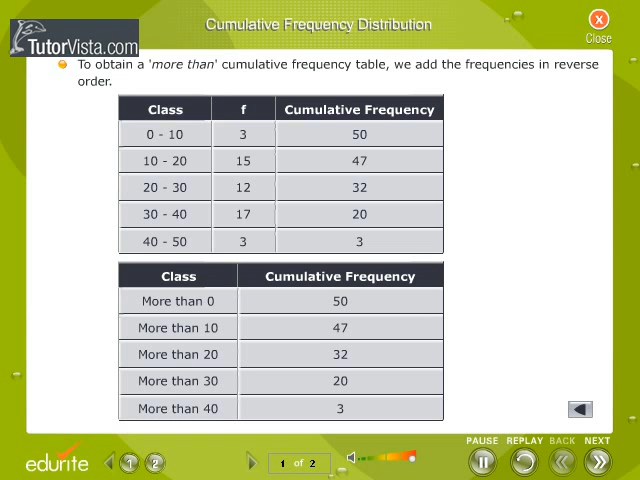 Cumulative Frequency Distribution
X
Close
TutorVista.com
To obtain a 'more than' cumulative frequency table, we add the frequencies in reverse
order.
Class f Cumulative Frequency
0 - 10 3 50
10 - 20 15 47
20 - 30 12 32
30 - 40 17 20
40 - 50 3 3
Class Cumulative Frequency
More than 0 50
More than 10 47
More than 20 32
More than 30 20
More than 40 3
PAUSE REPLAY BACK NEXT
edurite 1 2 1 of 2